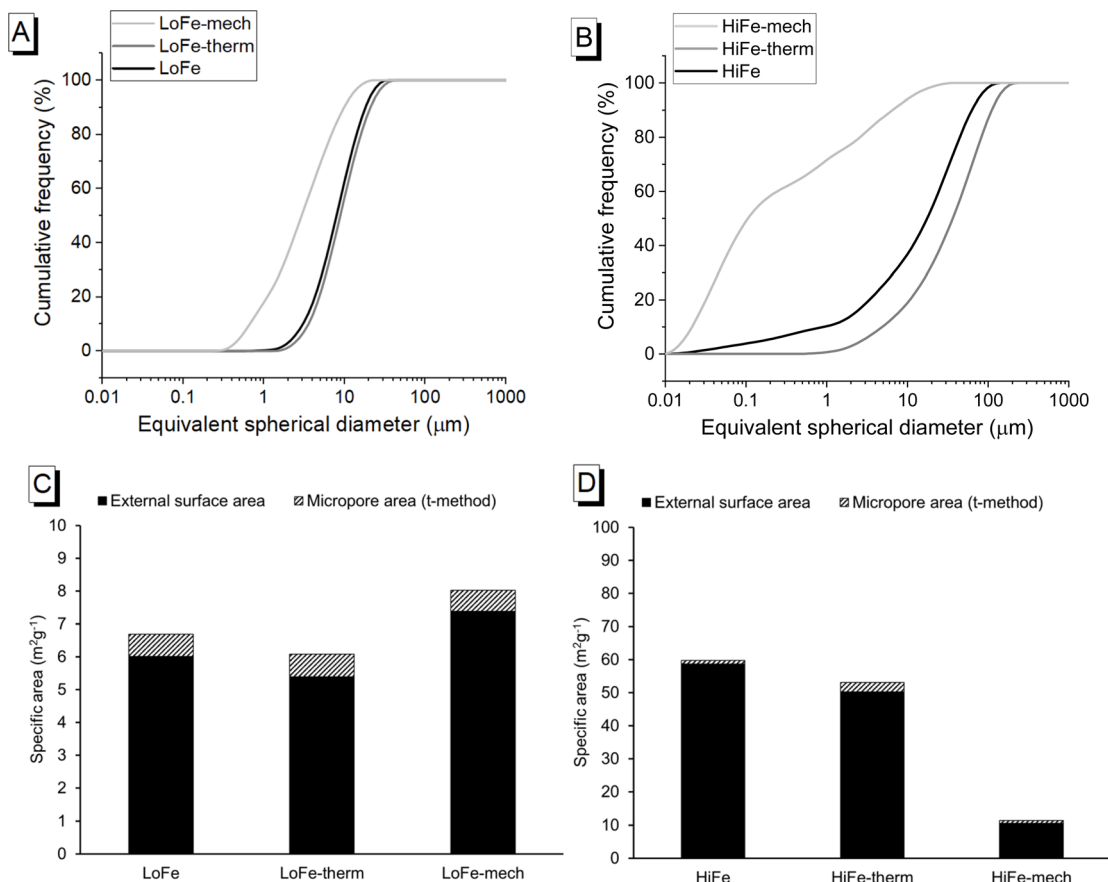 A
LoFe-mech
LoFe-therm
LoFe
Cumulative frequency (%)
100
80
60
40
20
0
0.01 0.1 1 10 100 1000
Equivalent spherical diameter (μm)
B
HiFe-mech
HiFe-therm
HiFe
Cumulative frequency (%)
100
80
60
40
20
0
0.01 0.1 1 10 100 1000
Equivalent spherical diameter (μm)
C
External surface area Micropore area (t-method)
Specific area (m²g⁻¹)
10
9
8
7
6
5
4
3
2
1
0
LoFe LoFe-therm LoFe-mech
D
External surface area Micropore area (t-method)
Specific area (m²g⁻¹)
100
90
80
70
60
50
40
30
20
10
0
HiFe HiFe-therm HiFe-mech